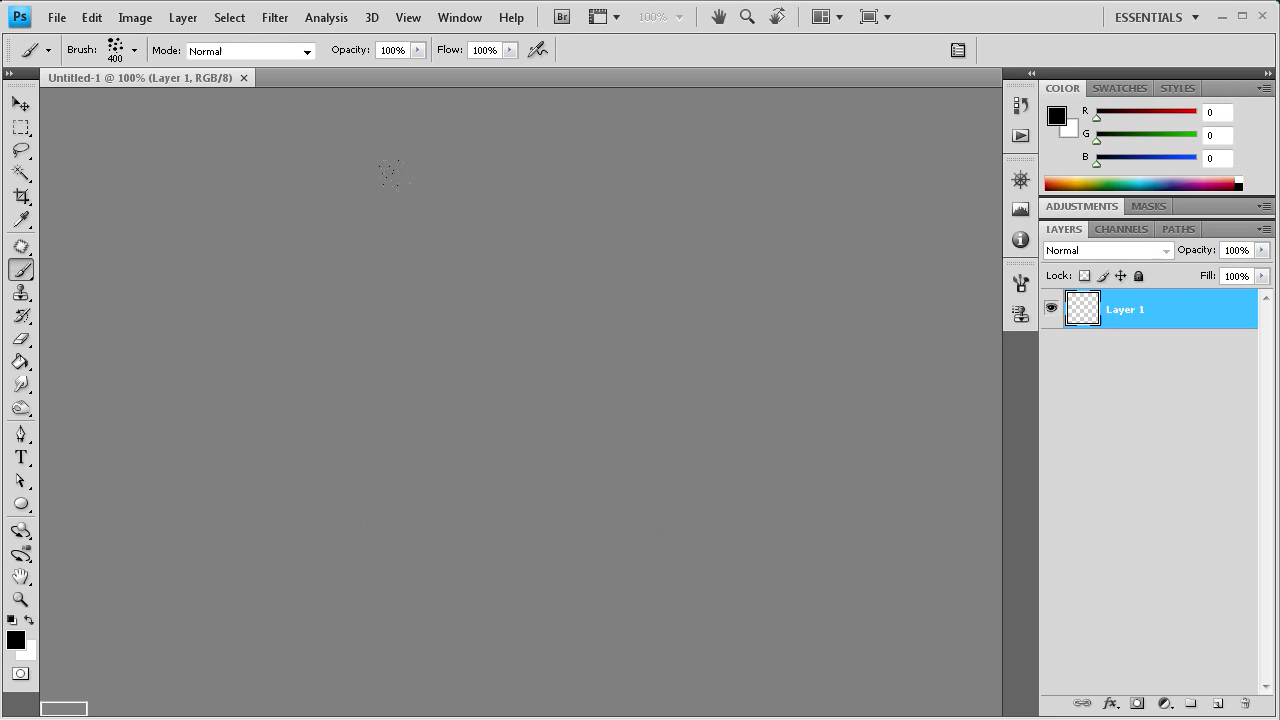 Ps File Edit Image Layer Select Filter Analysis 3D View Window Help Br 100% ESSENTIALS
Brush: 400 Mode: Normal Opacity: 100% Flow: 100%
Untitled-1 @ 100% (Layer 1, RGB/8)
COLOR SWATCHES STYLES
R 0
G 0
B 0
ADJUSTMENTS MASKS
LAYERS CHANNELS PATHS
Normal Opacity: 100%
Lock: Fill: 100%
Layer 1
T
fx